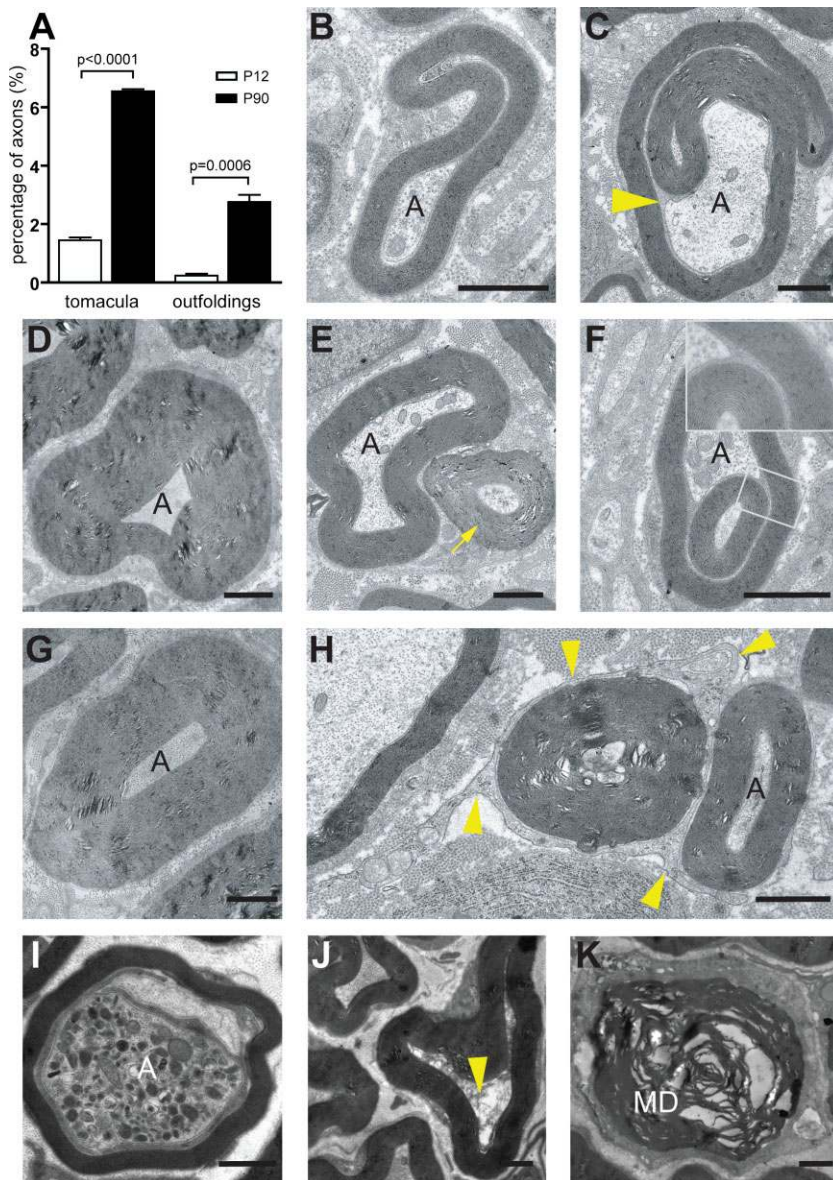 A
B
C
8
6
4
2
0
percentage of axons (%)
p<0.0001
p=0.0006
P12
P90
tomacula
outfoldings
A
A
D
E
F
A
A
A
G
H
A
A
I
J
K
A
MD